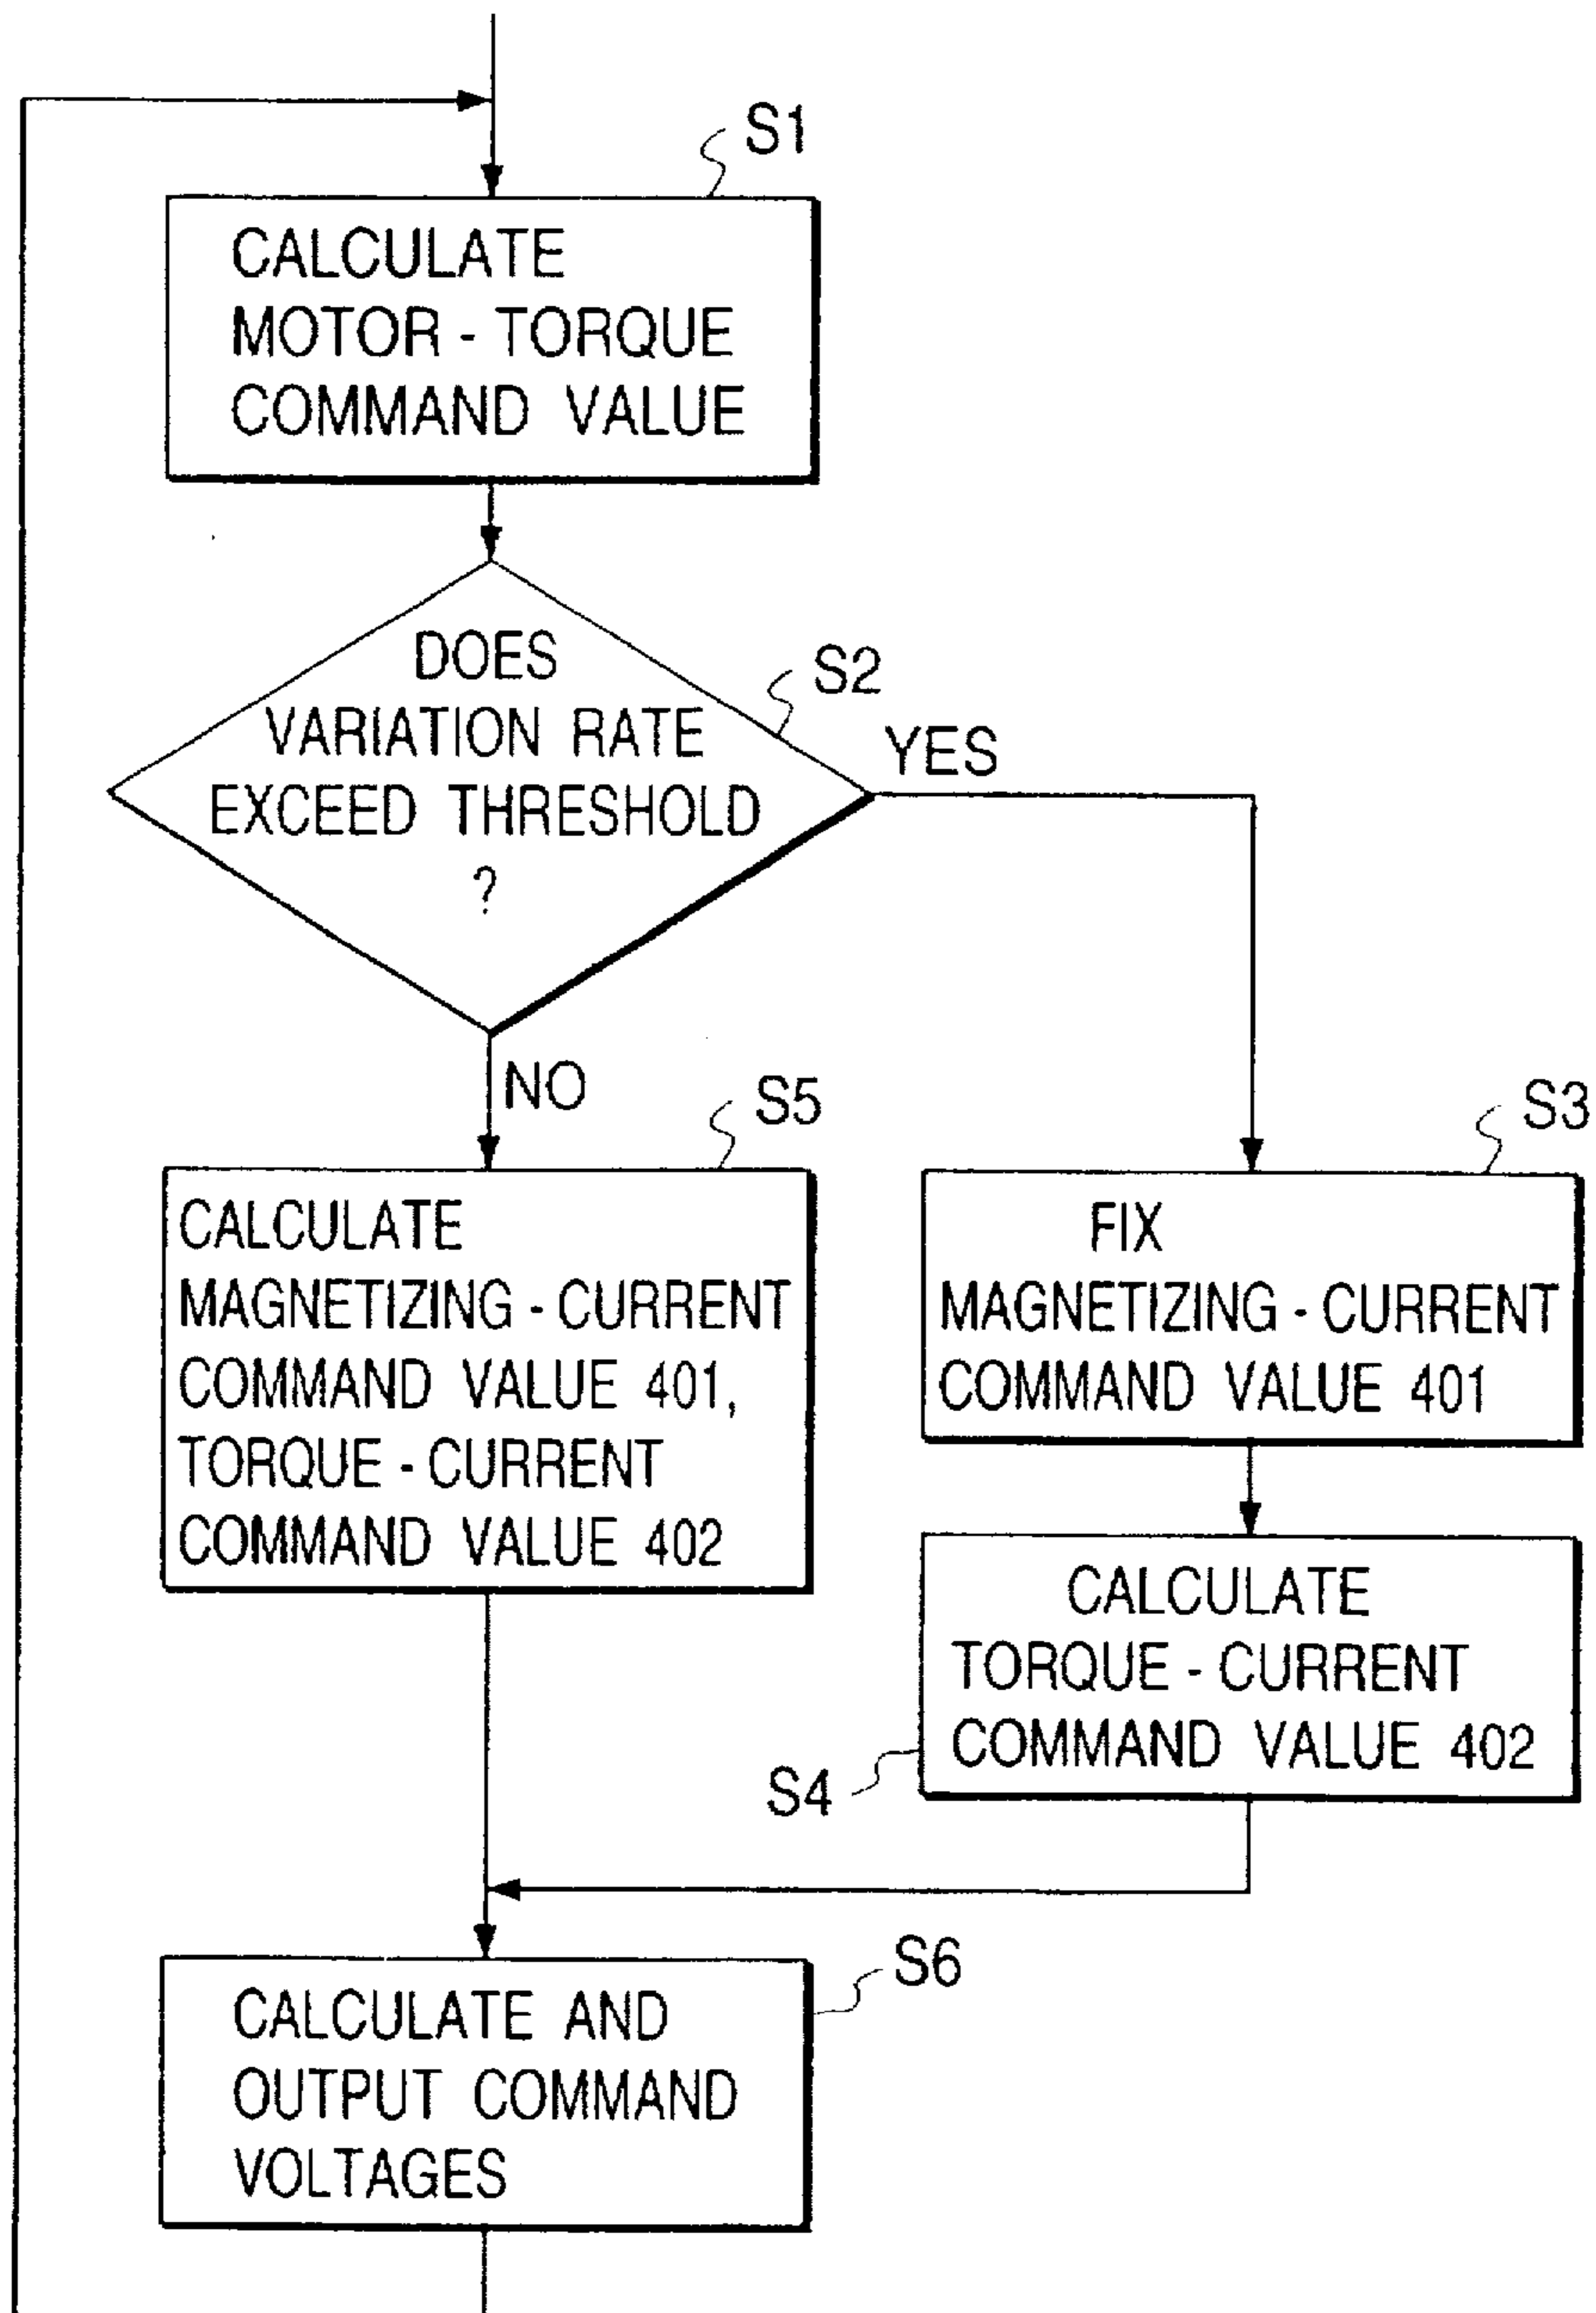 S1
CALCULATE
MOTOR - TORQUE
COMMAND VALUE
DOES
VARIATION RATE
EXCEED THRESHOLD
?
S2
YES
NO
S5
CALCULATE
MAGNETIZING - CURRENT
COMMAND VALUE 401,
TORQUE - CURRENT
COMMAND VALUE 402
S3
FIX
MAGNETIZING - CURRENT
COMMAND VALUE 401
CALCULATE
TORQUE - CURRENT
COMMAND VALUE 402
S4
S6
CALCULATE AND
OUTPUT COMMAND
VOLTAGES